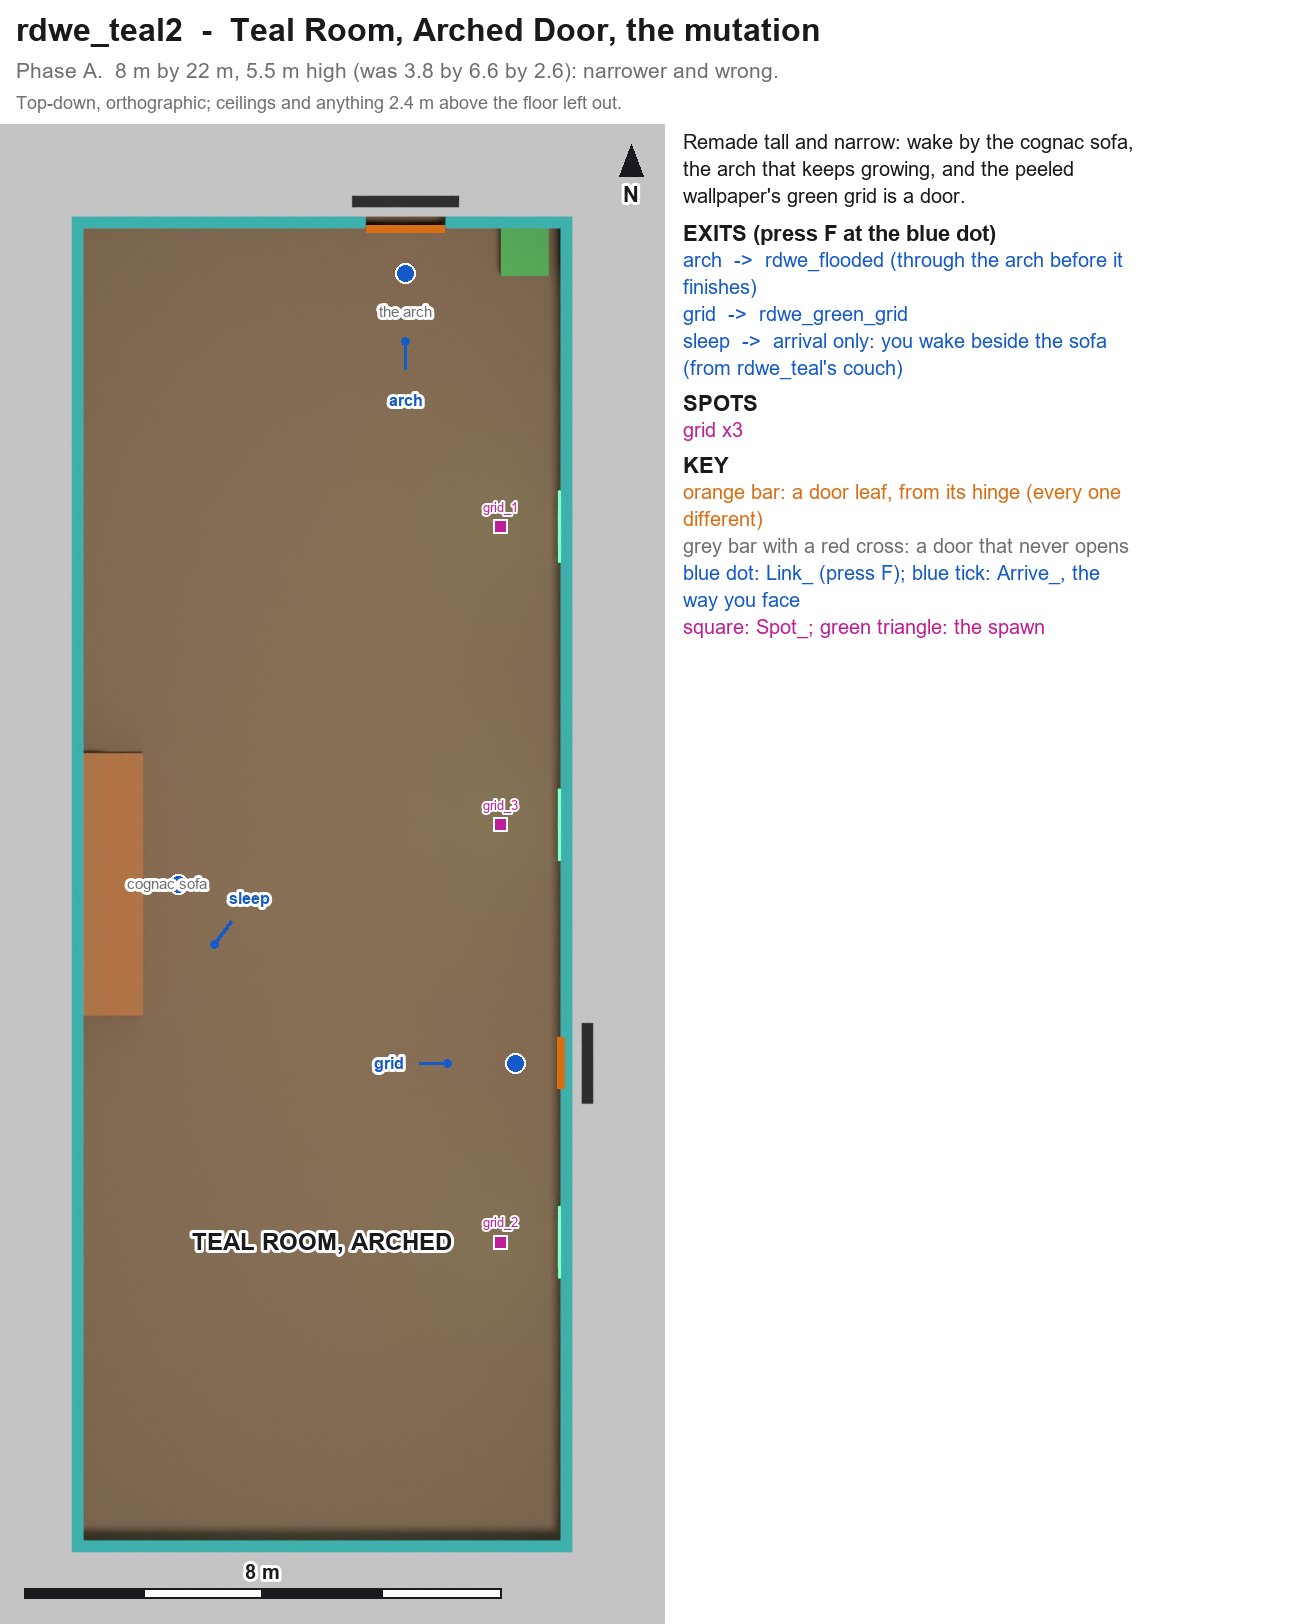 rdwe_teal2  -  Teal Room, Arched Door, the mutation
Phase A.  8 m by 22 m, 5.5 m high (was 3.8 by 6.6 by 2.6): narrower and wrong.
Top-down, orthographic; ceilings and anything 2.4 m above the floor left out.
N
the arch
arch
grid_1
grid_3
cognac sofa
sleep
grid
grid_2
TEAL ROOM, ARCHED
8 m
Remade tall and narrow: wake by the cognac sofa,
the arch that keeps growing, and the peeled
wallpaper's green grid is a door.
EXITS (press F at the blue dot)
arch  ->  rdwe_flooded (through the arch before it
finishes)
grid  ->  rdwe_green_grid
sleep  ->  arrival only: you wake beside the sofa
(from rdwe_teal's couch)
SPOTS
grid x3
KEY
orange bar: a door leaf, from its hinge (every one
different)
grey bar with a red cross: a door that never opens
blue dot: Link_ (press F); blue tick: Arrive_, the
way you face
square: Spot_; green triangle: the spawn